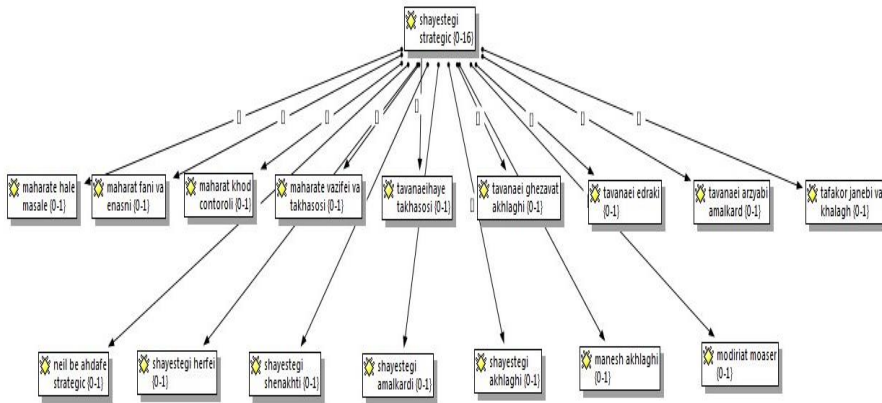 shayestegi
strategic {0-16}
maharate hale
masale {0-1}
maharat fani va
enasni {0-1}
maharat khod
contoroli {0-1}
maharate vazifei va
takhasosi {0-1}
tavanaeihaye
takhasosi {0-1}
tavanaei ghezavat
akhlaghi {0-1}
tavanaei edraki
{0-1}
tavanaei arzyabi
amalkard {0-1}
tafakor janebi va
khalagh {0-1}
neil be ahdafe
strategic {0-1}
shayestegi herfei
{0-1}
shayestegi
shenakhti {0-1}
shayestegi
amalkardi {0-1}
shayestegi
akhlaghi {0-1}
manesh akhlaghi
{0-1}
modiriat moaser
{0-1}